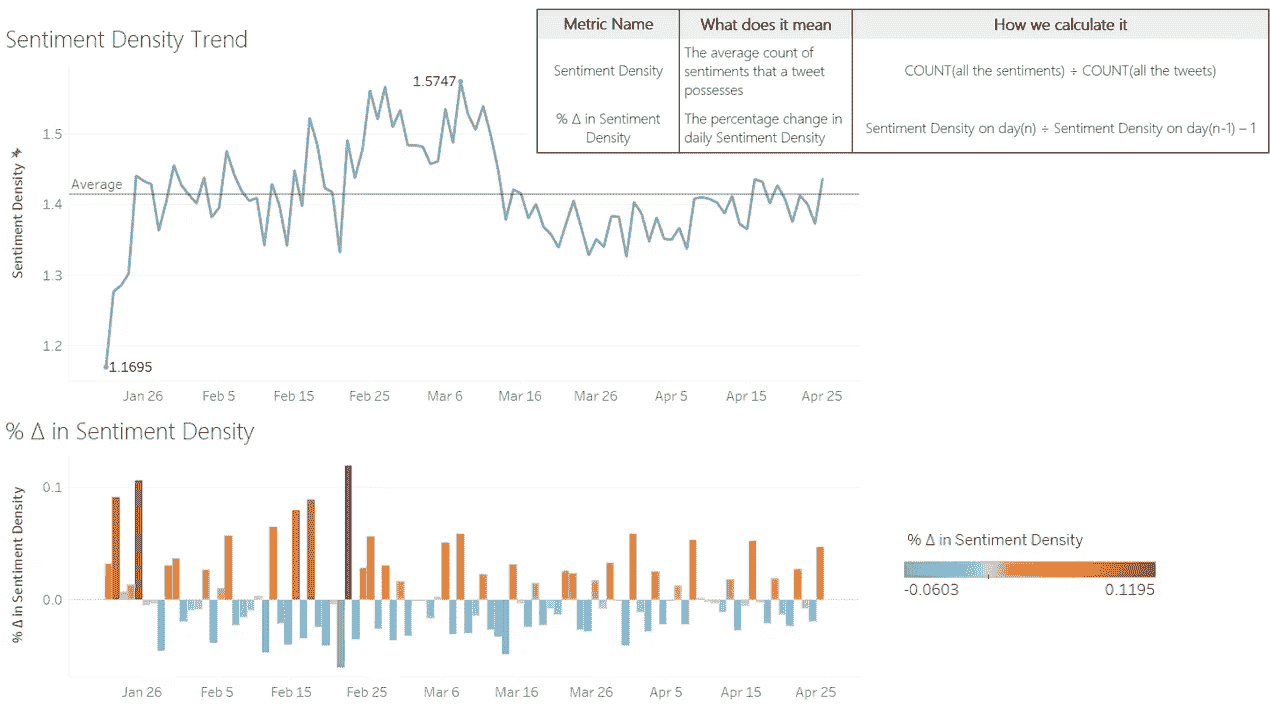 Sentiment Density Trend
Metric Name
What does it mean
How we calculate it
Sentiment Density
The average count of
sentiments that a tweet
possesses
COUNT(all the sentiments) ÷ COUNT(all the tweets)
% Δ in Sentiment
Density
The percentage change in
daily Sentiment Density
Sentiment Density on day(n) ÷ Sentiment Density on day(n-1) – 1
Sentiment Density
1.5
1.4
1.3
1.2
Average
1.5747
1.1695
Jan 26
Feb 5
Feb 15
Feb 25
Mar 6
Mar 16
Mar 26
Apr 5
Apr 15
Apr 25
% Δ in Sentiment Density
% Δ in Sentiment Density
0.1
0.0
Jan 26
Feb 5
Feb 15
Feb 25
Mar 6
Mar 16
Mar 26
Apr 5
Apr 15
Apr 25
% Δ in Sentiment Density
-0.0603
0.1195